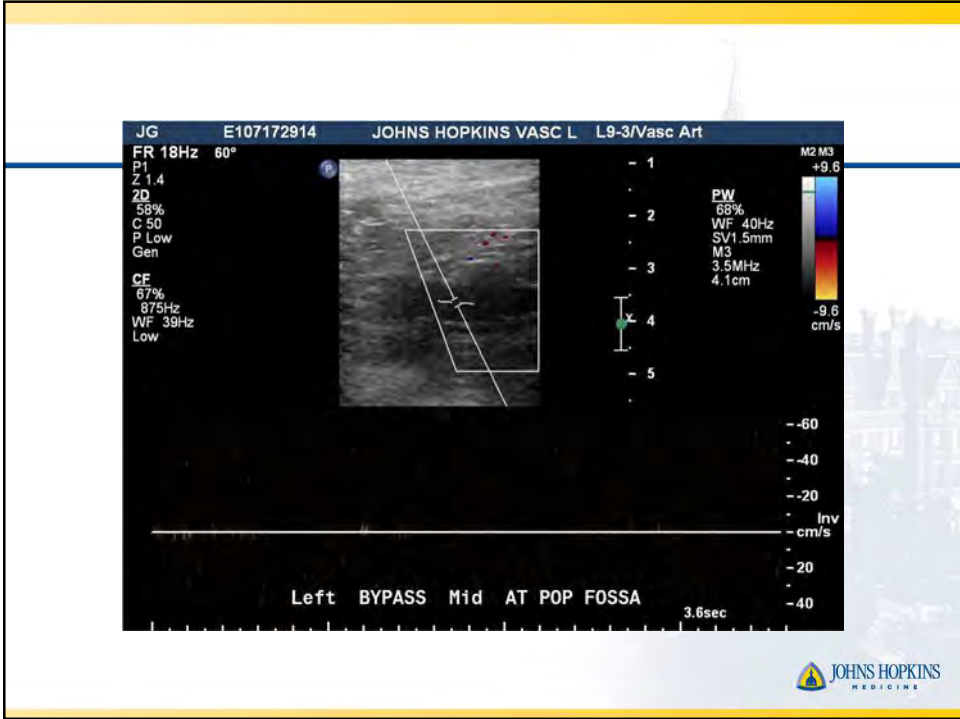 JG E107172914 JOHNS HOPKINS VASC L L9-3/Vasc Art
FR 18Hz 60°
P1
Z 1.4
2D
58%
C 50
P Low
Gen
CF
67%
875Hz
WF 39Hz
Low
P
1
2
3
4
5
x
PW
68%
WF 40Hz
SV1.5mm
M3
3.5MHz
4.1cm
M2 M3
+9.6
-9.6
cm/s
-60
-40
-20
Inv
cm/s
20
40
Left BYPASS Mid AT POP FOSSA
3.6sec
JOHNS HOPKINS
MEDICINE